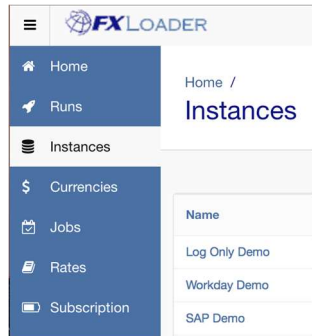 FXLOADER
Home
Runs
Instances
Currencies
Jobs
Rates
Subscription
Home /
Instances
Name
Log Only Demo
Workday Demo
SAP Demo